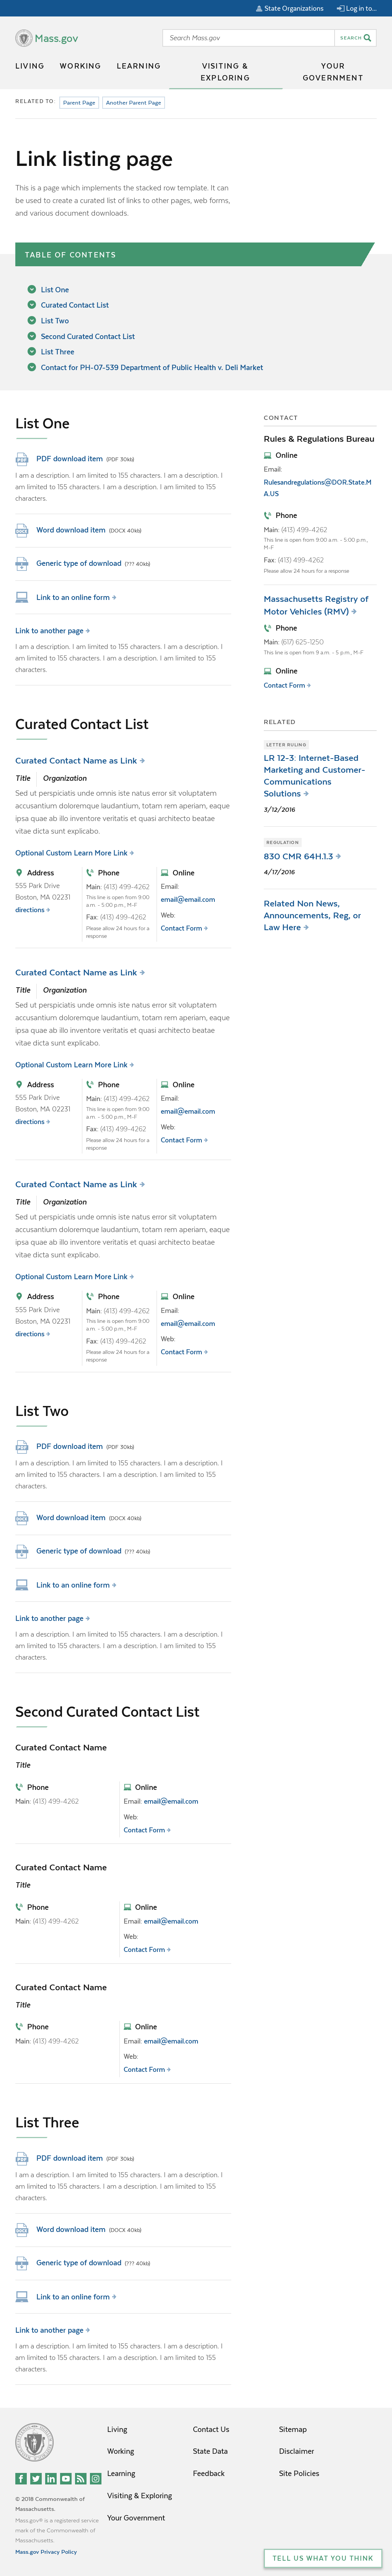 State Organizations
Log in to...
Mass.gov
Search Mass.gov
SEARCH
LIVING
WORKING
LEARNING
VISITING &
EXPLORING
YOUR
GOVERNMENT
RELATED TO:
Parent Page
Another Parent Page
Link listing page
This is a page which implements the stacked row template. It can
be used to create a curated list of links to other pages, web forms,
and various document downloads.
TABLE OF CONTENTS
List One
Curated Contact List
List Two
Second Curated Contact List
List Three
Contact for PH-07-539 Department of Public Health v. Deli Market
List One
PDF download item (PDF 30kb)
I am a description. I am limited to 155 characters. I am a description. I
am limited to 155 characters. I am a description. I am limited to 155
characters.
Word download item (DOCX 40kb)
Generic type of download (??? 40kb)
Link to an online form
Link to another page
I am a description. I am limited to 155 characters. I am a description. I
am limited to 155 characters. I am a description. I am limited to 155
characters.
CONTACT
Rules & Regulations Bureau
Online
Email:
Rulesandregulations@DOR.State.M
A.US
Phone
Main: (413) 499-4262
This line is open from 9:00 a.m. - 5:00 p.m.,
M-F
Fax: (413) 499-4262
Please allow 24 hours for a response
Massachusetts Registry of
Motor Vehicles (RMV)
Phone
Main: (617) 625-1250
This line is open from 9 a.m. - 5 p.m., M-F
Online
Contact Form
RELATED
LETTER RULING
LR 12-3: Internet-Based
Marketing and Customer-
Communications
Solutions
3/12/2016
REGULATION
830 CMR 64H.1.3
4/17/2016
Related Non News,
Announcements, Reg, or
Law Here
Curated Contact List
Curated Contact Name as Link
Title
Organization
Sed ut perspiciatis unde omnis iste natus error sit voluptatem
accusantium doloremque laudantium, totam rem aperiam, eaque
ipsa quae ab illo inventore veritatis et quasi architecto beatae
vitae dicta sunt explicabo.
Optional Custom Learn More Link
Address
555 Park Drive
Boston, MA 02231
directions
Phone
Main: (413) 499-4262
This line is open from 9:00
a.m. - 5:00 p.m., M-F
Fax: (413) 499-4262
Please allow 24 hours for a
response
Online
Email:
email@email.com
Web:
Contact Form
Curated Contact Name as Link
Title
Organization
Sed ut perspiciatis unde omnis iste natus error sit voluptatem
accusantium doloremque laudantium, totam rem aperiam, eaque
ipsa quae ab illo inventore veritatis et quasi architecto beatae
vitae dicta sunt explicabo.
Optional Custom Learn More Link
Address
555 Park Drive
Boston, MA 02231
directions
Phone
Main: (413) 499-4262
This line is open from 9:00
a.m. - 5:00 p.m., M-F
Fax: (413) 499-4262
Please allow 24 hours for a
response
Online
Email:
email@email.com
Web:
Contact Form
Curated Contact Name as Link
Title
Organization
Sed ut perspiciatis unde omnis iste natus error sit voluptatem
accusantium doloremque laudantium, totam rem aperiam, eaque
ipsa quae ab illo inventore veritatis et quasi architecto beatae
vitae dicta sunt explicabo.
Optional Custom Learn More Link
Address
555 Park Drive
Boston, MA 02231
directions
Phone
Main: (413) 499-4262
This line is open from 9:00
a.m. - 5:00 p.m., M-F
Fax: (413) 499-4262
Please allow 24 hours for a
response
Online
Email:
email@email.com
Web:
Contact Form
List Two
PDF download item (PDF 30kb)
I am a description. I am limited to 155 characters. I am a description. I
am limited to 155 characters. I am a description. I am limited to 155
characters.
Word download item (DOCX 40kb)
Generic type of download (??? 40kb)
Link to an online form
Link to another page
I am a description. I am limited to 155 characters. I am a description. I
am limited to 155 characters. I am a description. I am limited to 155
characters.
Second Curated Contact List
Curated Contact Name
Title
Phone
Main: (413) 499-4262
Online
Email: email@email.com
Web:
Contact Form
Curated Contact Name
Title
Phone
Main: (413) 499-4262
Online
Email: email@email.com
Web:
Contact Form
Curated Contact Name
Title
Phone
Main: (413) 499-4262
Online
Email: email@email.com
Web:
Contact Form
List Three
PDF download item (PDF 30kb)
I am a description. I am limited to 155 characters. I am a description. I
am limited to 155 characters. I am a description. I am limited to 155
characters.
Word download item (DOCX 40kb)
Generic type of download (??? 40kb)
Link to an online form
Link to another page
I am a description. I am limited to 155 characters. I am a description. I
am limited to 155 characters. I am a description. I am limited to 155
characters.
Living
Working
Learning
Visiting & Exploring
Your Government
Contact Us
State Data
Feedback
Sitemap
Disclaimer
Site Policies
© 2018 Commonwealth of
Massachusetts.
Mass.gov® is a registered service
mark of the Commonwealth of
Massachusetts.
Mass.gov Privacy Policy
TELL US WHAT YOU THINK